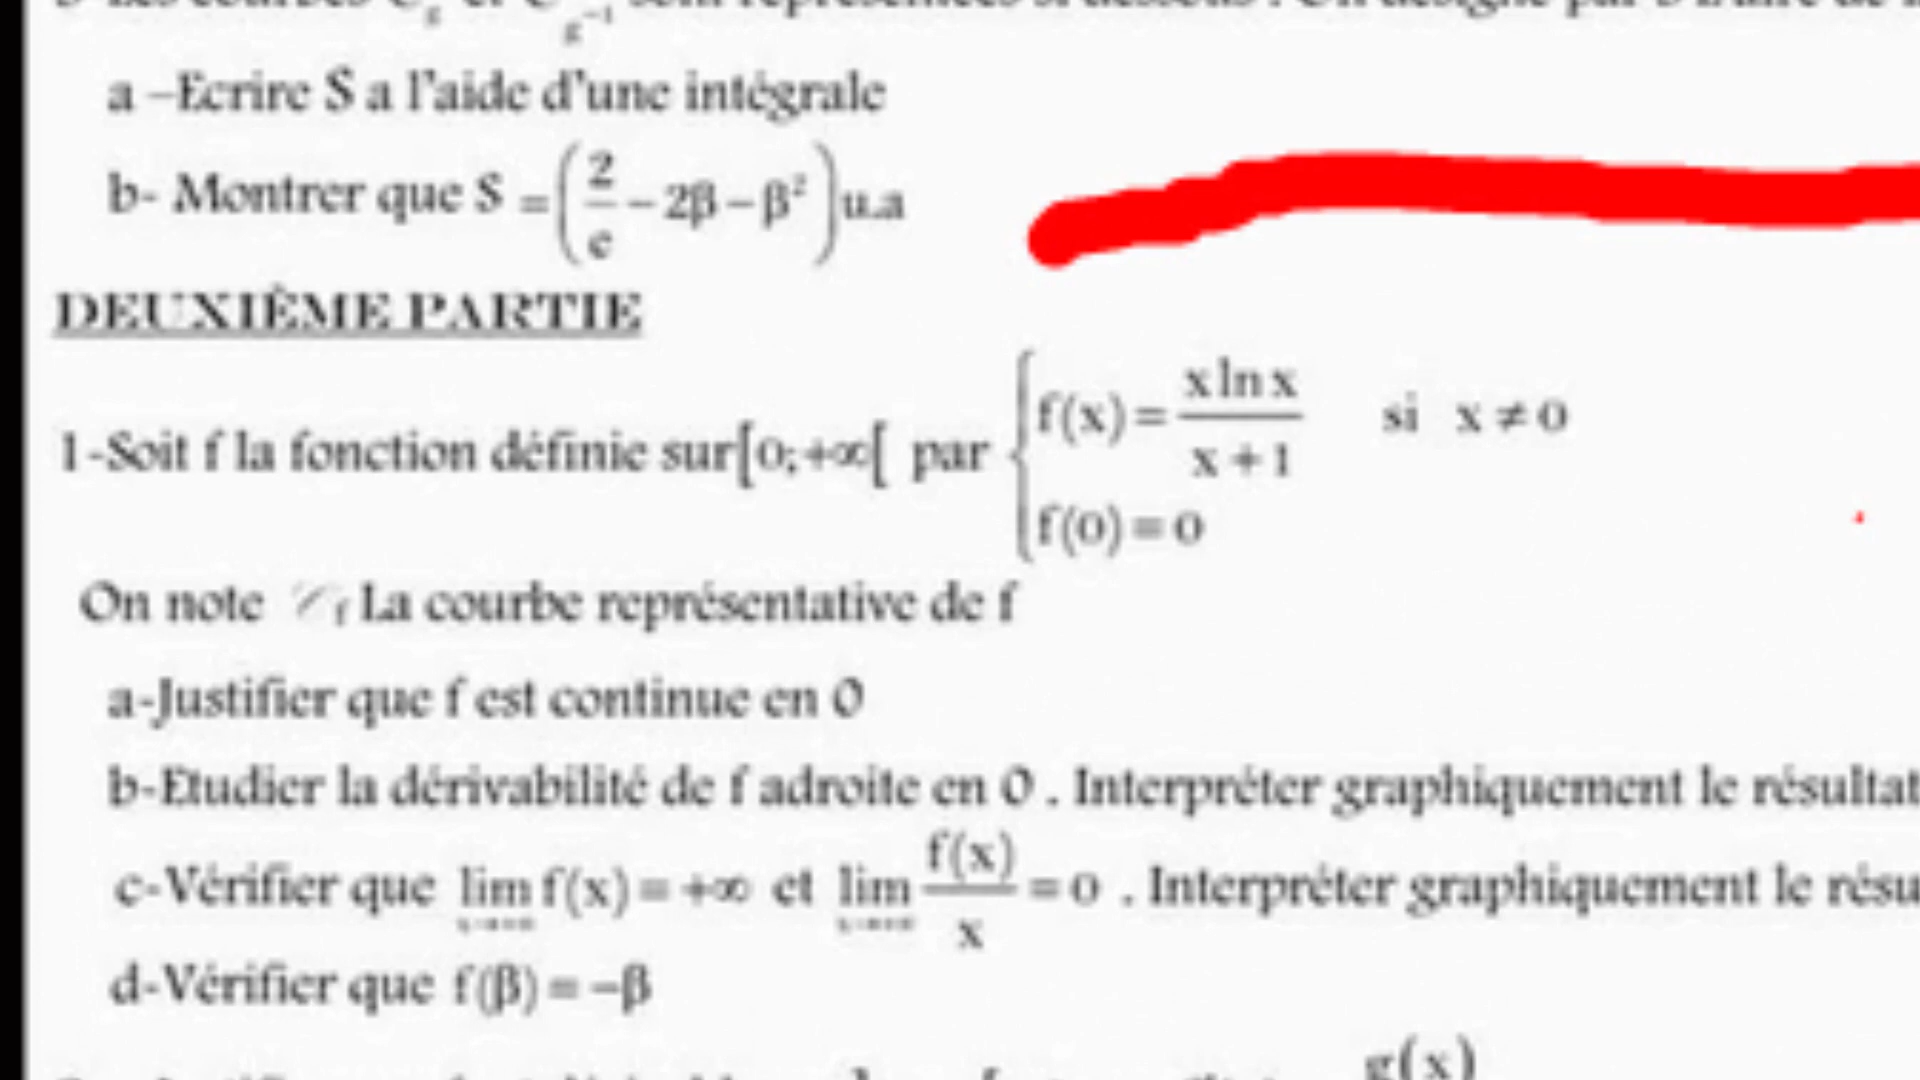 a –Ecrire S a l'aide d'une intégrale
b- Montrer que S = (2/e − 2β − β²) u.a
DEUXIÈME PARTIE
1-Soit f la fonction définie sur [0;+∞[ par { f(x) = x ln x / x + 1 si x ≠ 0
f(0) = 0
On note 𝒞f La courbe représentative de f
a-Justifier que f est continue en 0
b-Etudier la dérivabilité de f adroite en 0 . Interpréter graphiquement le résultat
c-Vérifier que lim f(x) = +∞ et lim f(x)/x = 0 . Interpréter graphiquement le résu
d-Vérifier que f(β) = −β
g(x)